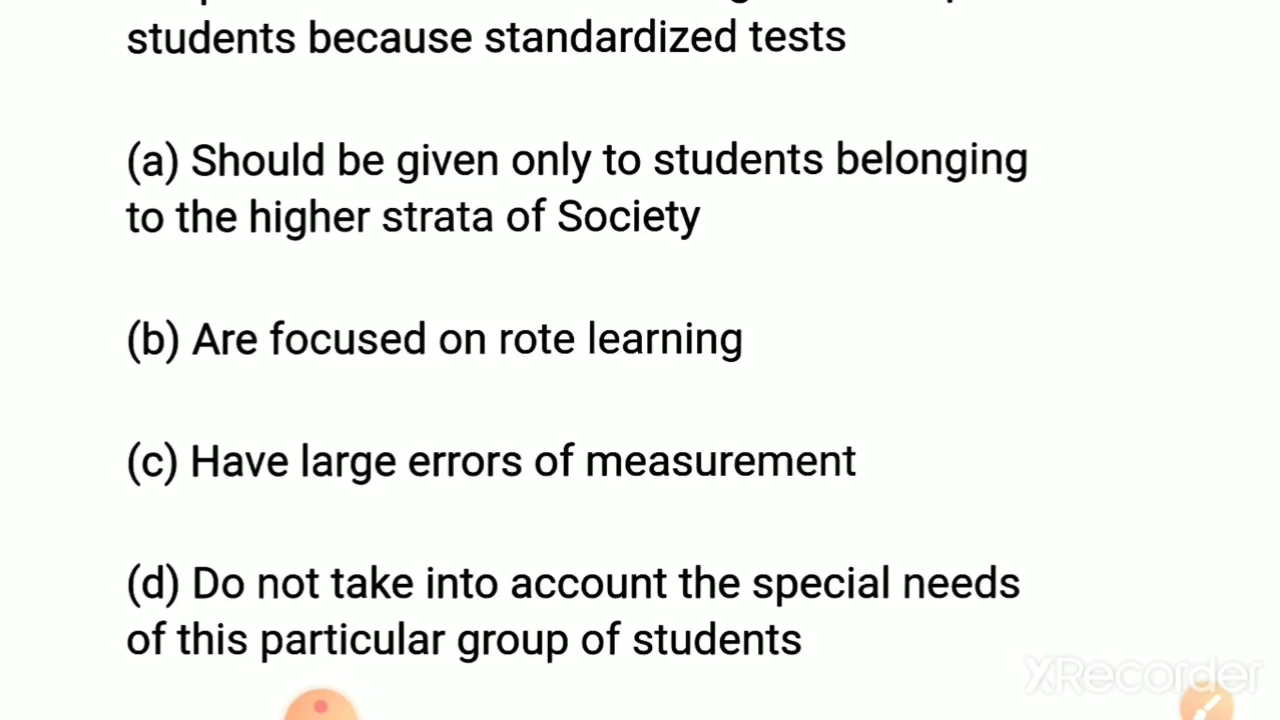 students because standardized tests
(a) Should be given only to students belonging
to the higher strata of Society
(b) Are focused on rote learning
(c) Have large errors of measurement
(d) Do not take into account the special needs
of this particular group of students
XRecorder